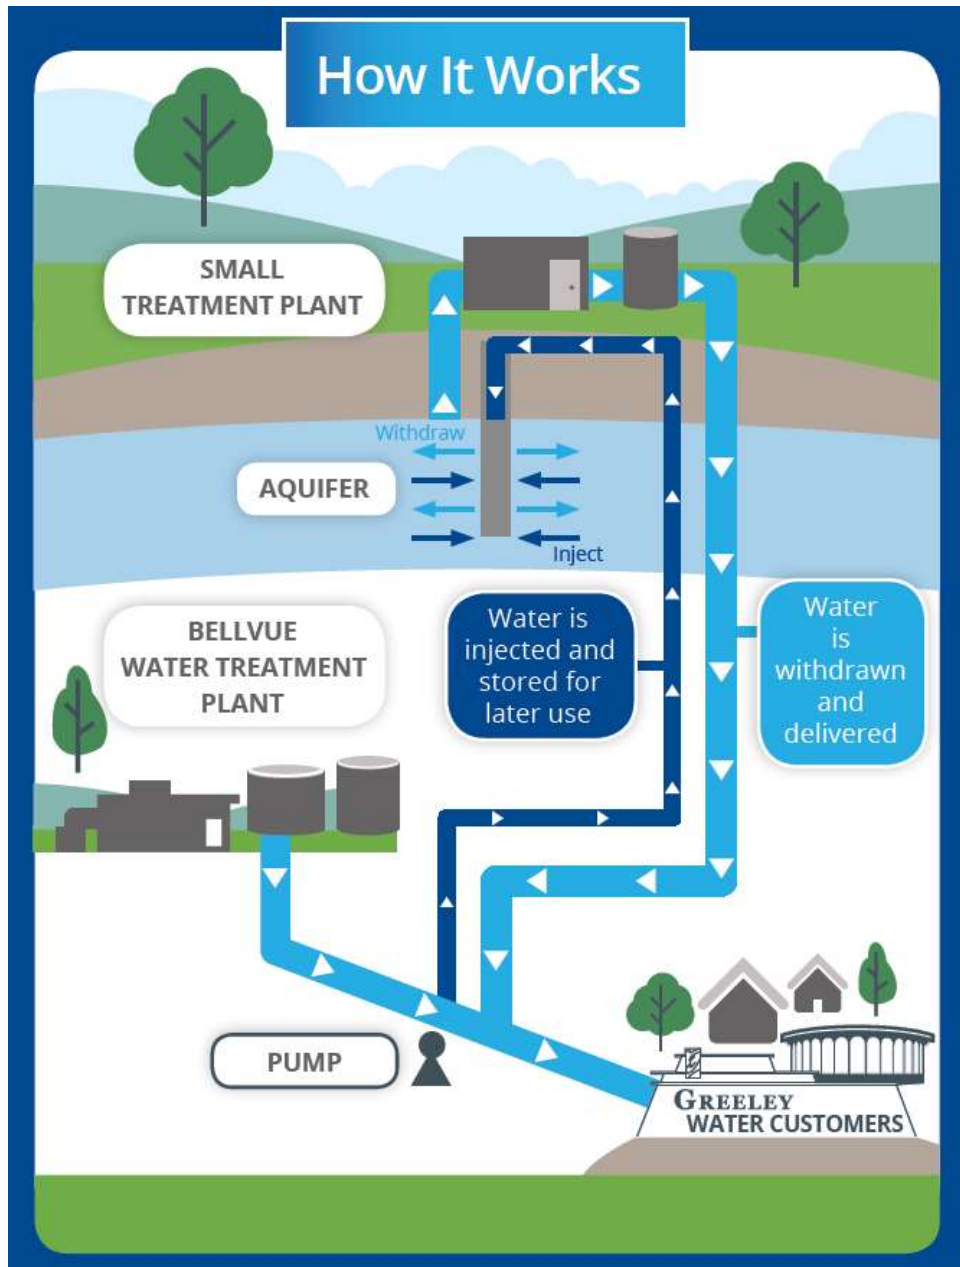 How It Works
SMALL
TREATMENT PLANT
Withdraw
AQUIFER
Inject
BELLVUE
WATER TREATMENT
PLANT
Water is
injected and
stored for
later use
Water
is
withdrawn
and
delivered
PUMP
GREELEY
WATER CUSTOMERS